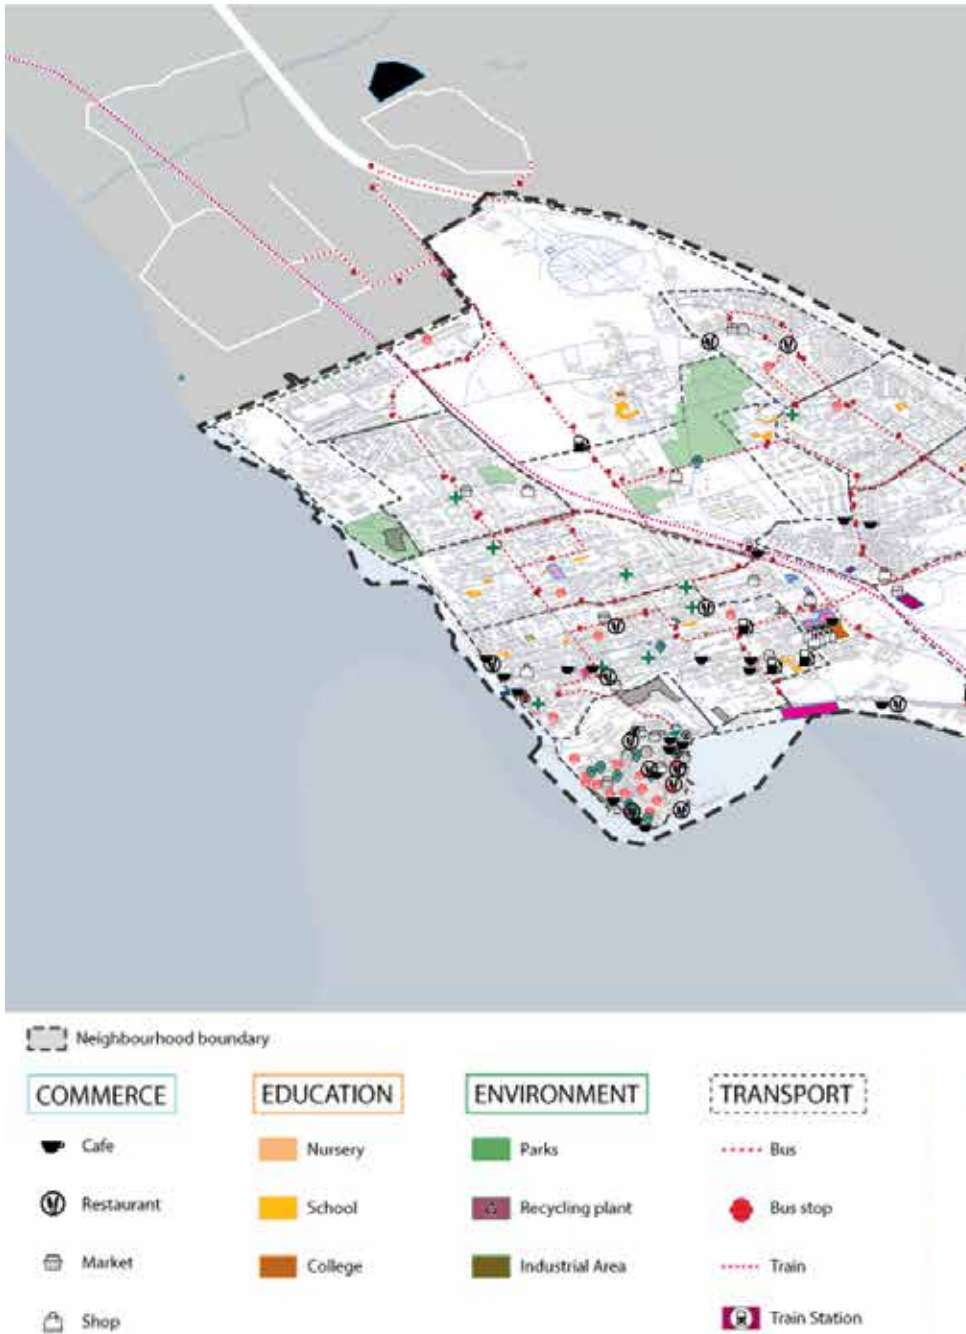 Neighbourhood boundary
COMMERCE
Cafe
Restaurant
Market
Shop
EDUCATION
Nursery
School
College
ENVIRONMENT
Parks
Recycling plant
Industrial Area
TRANSPORT
Bus
Bus stop
Train
Train Station